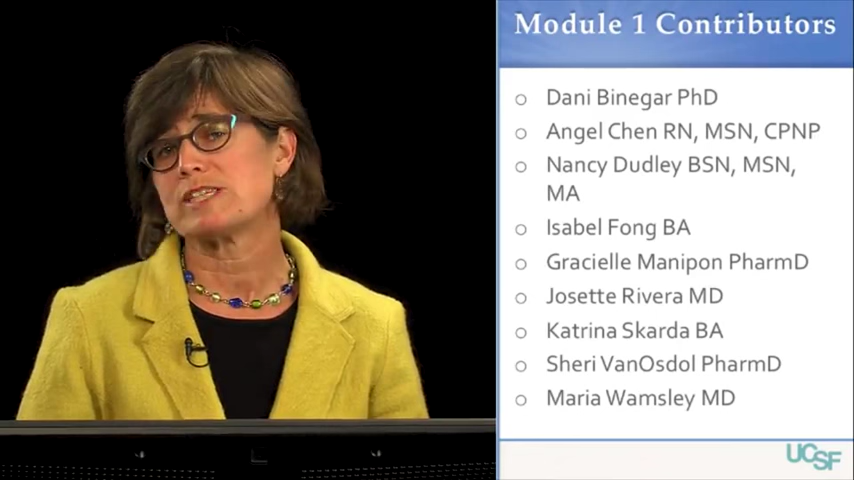 Module 1 Contributors
Dani Binegar PhD
Angel Chen RN, MSN, CPNP
Nancy Dudley BSN, MSN,
MA
Isabel Fong BA
Gracielle Manipon PharmD
Josette Rivera MD
Katrina Skarda BA
Sheri VanOsdol PharmD
Maria Wamsley MD
UCSF